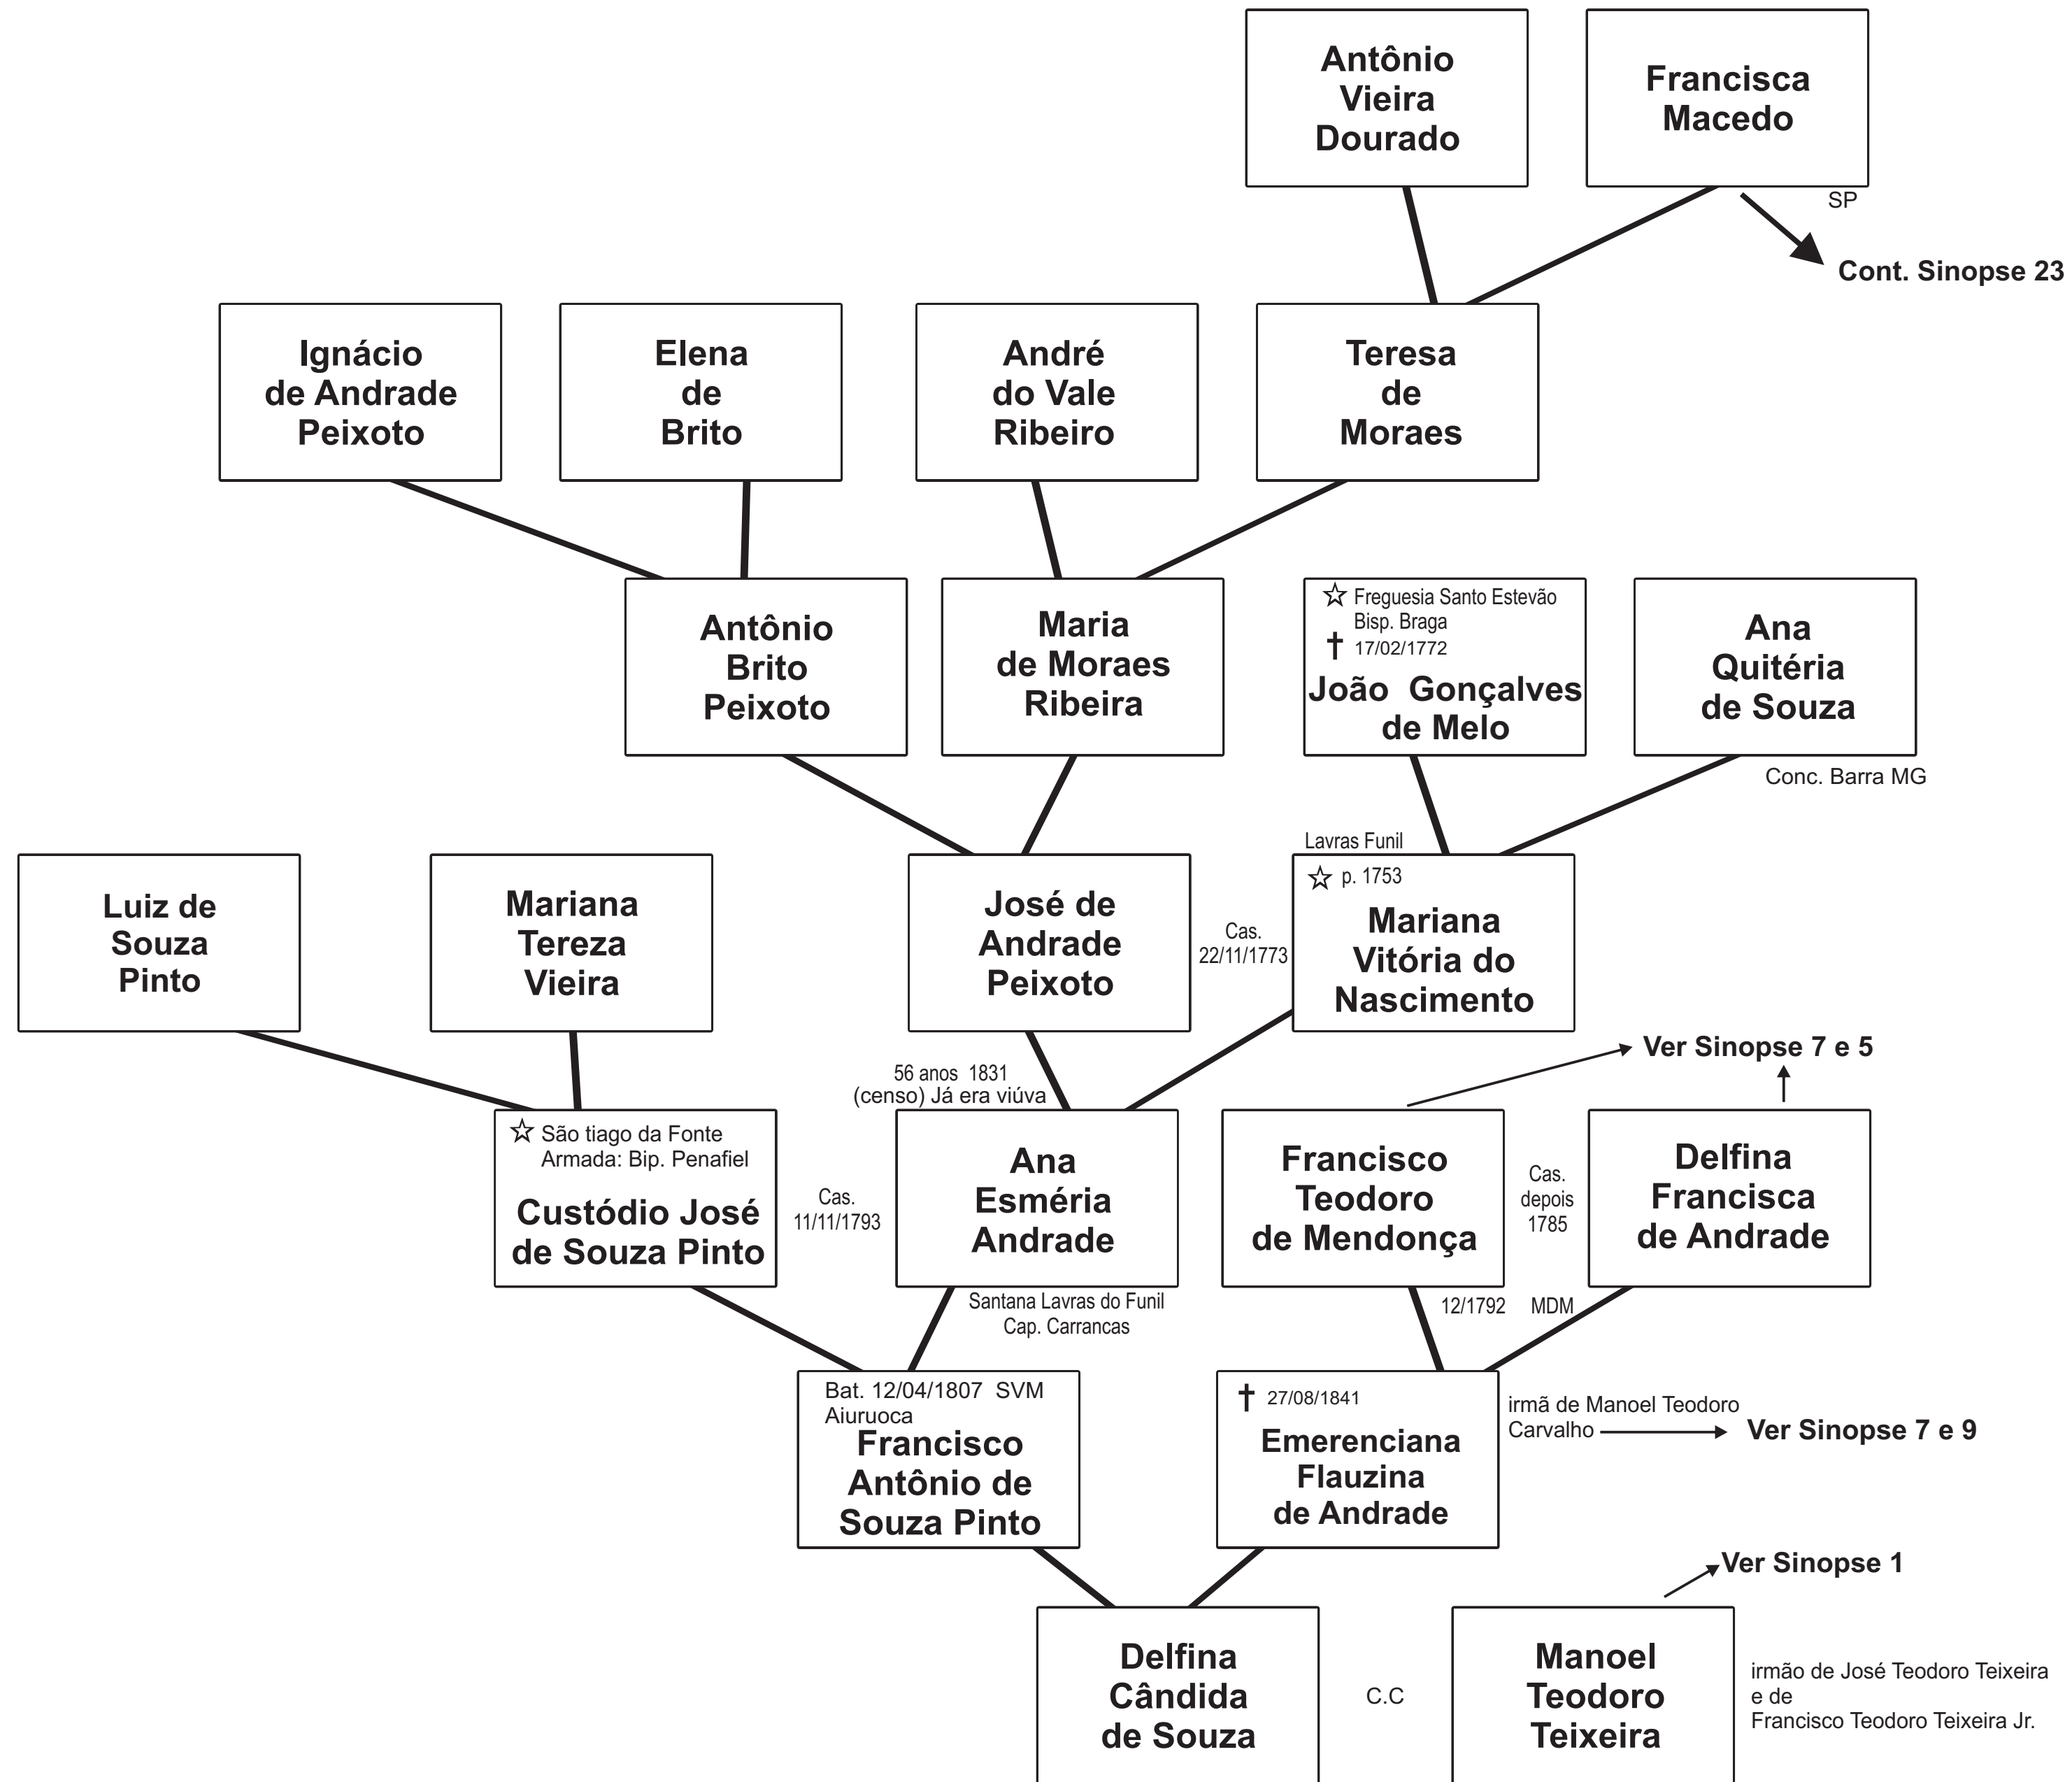 Antônio
Vieira
Dourado
Francisca
Macedo
SP
Cont. Sinopse 23
Ignácio
de Andrade
Peixoto
Elena
de
Brito
André
do Vale
Ribeiro
Teresa
de
Moraes
Antônio
Brito
Peixoto
Maria
de Moraes
Ribeira
Freguesia Santo Estevão
Bisp. Braga
17/02/1772
João Gonçalves
de Melo
Ana
Quitéria
de Souza
Conc. Barra MG
Luiz de
Souza
Pinto
Mariana
Tereza
Vieira
José de
Andrade
Peixoto
Cas.
22/11/1773
Lavras Funil
p. 1753
Mariana
Vitória do
Nascimento
Ver Sinopse 7 e 5
56 anos 1831
(censo) Já era viúva
São tiago da Fonte
Armada: Bip. Penafiel
Custódio José
de Souza Pinto
Cas.
11/11/1793
Ana
Esméria
Andrade
Santana Lavras do Funil
Cap. Carrancas
Francisco
Teodoro
de Mendonça
Cas.
depois
1785
Delfina
Francisca
de Andrade
12/1792 MDM
Bat. 12/04/1807 SVM
Aiuruoca
Francisco
Antônio de
Souza Pinto
27/08/1841
Emerenciana
Flauzina
de Andrade
irmã de Manoel Teodoro
Carvalho
Ver Sinopse 7 e 9
Ver Sinopse 1
Delfina
Cândida
de Souza
C.C
Manoel
Teodoro
Teixeira
irmão de José Teodoro Teixeira
e de
Francisco Teodoro Teixeira Jr.